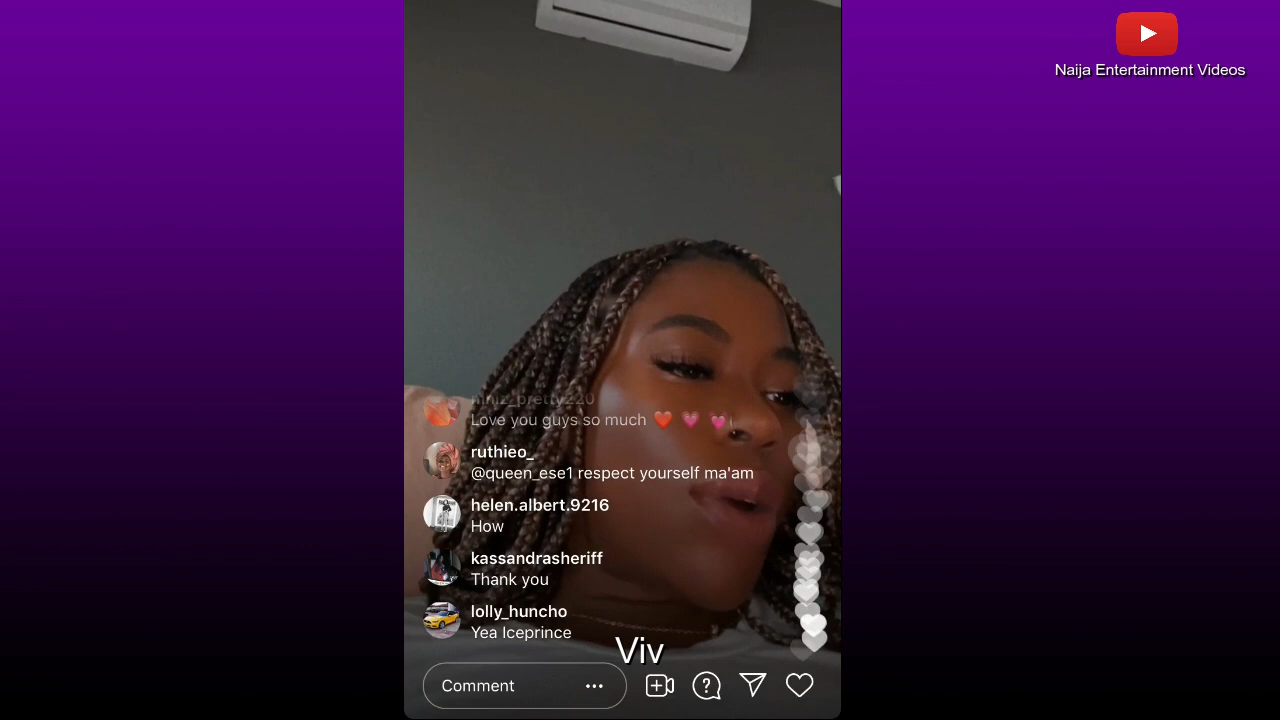 Naija Entertainment Videos
mniz_pretty220
Love you guys so much
ruthieo_
@queen_ese1 respect yourself ma'am
helen.albert.9216
How
kassandrasheriff
Thank you
lolly_huncho
Yea Iceprince
Viv
Comment